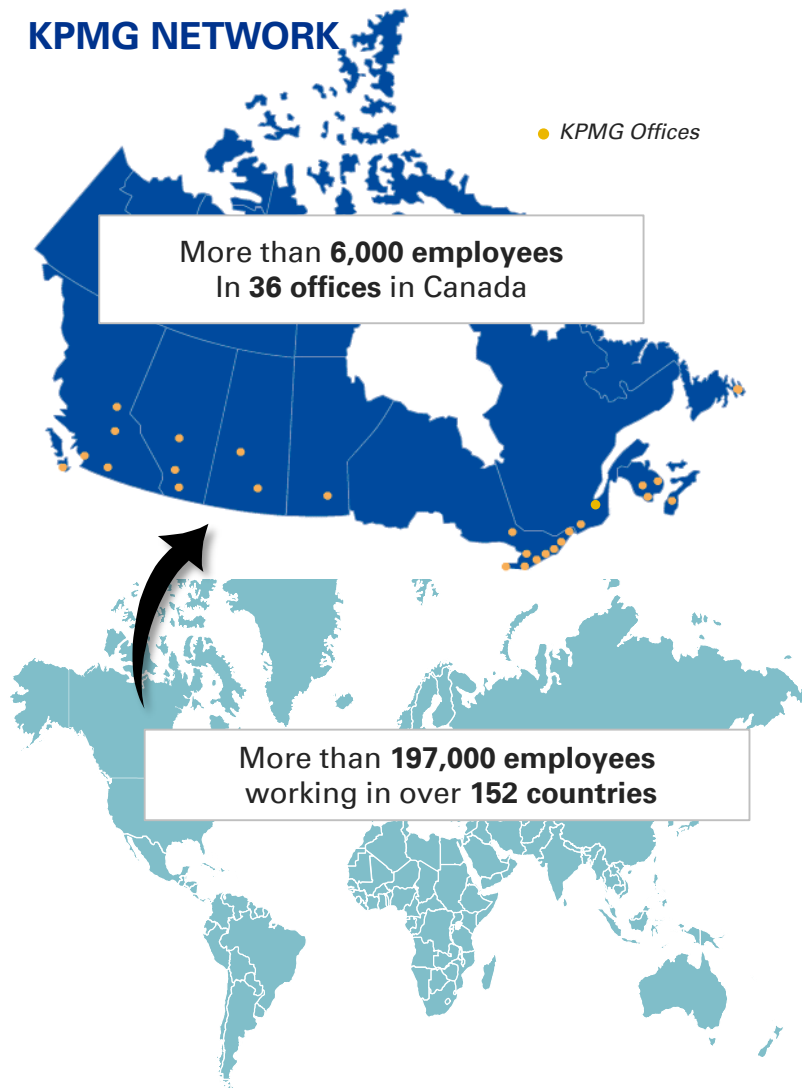 KPMG NETWORK
KPMG Offices
More than 6,000 employees
In 36 offices in Canada
More than 197,000 employees
working in over 152 countries